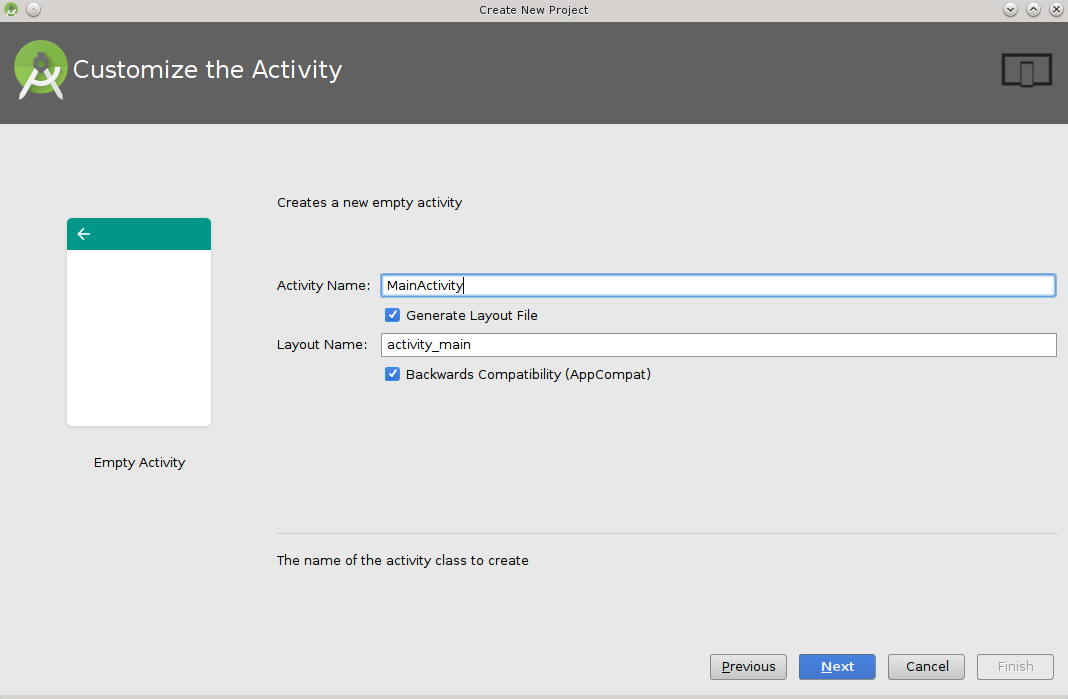 Create New Project
Customize the Activity
Creates a new empty activity
Activity Name: MainActivity
Generate Layout File
Layout Name: activity_main
Backwards Compatibility (AppCompat)
Empty Activity
The name of the activity class to create
Previous Next Cancel Finish